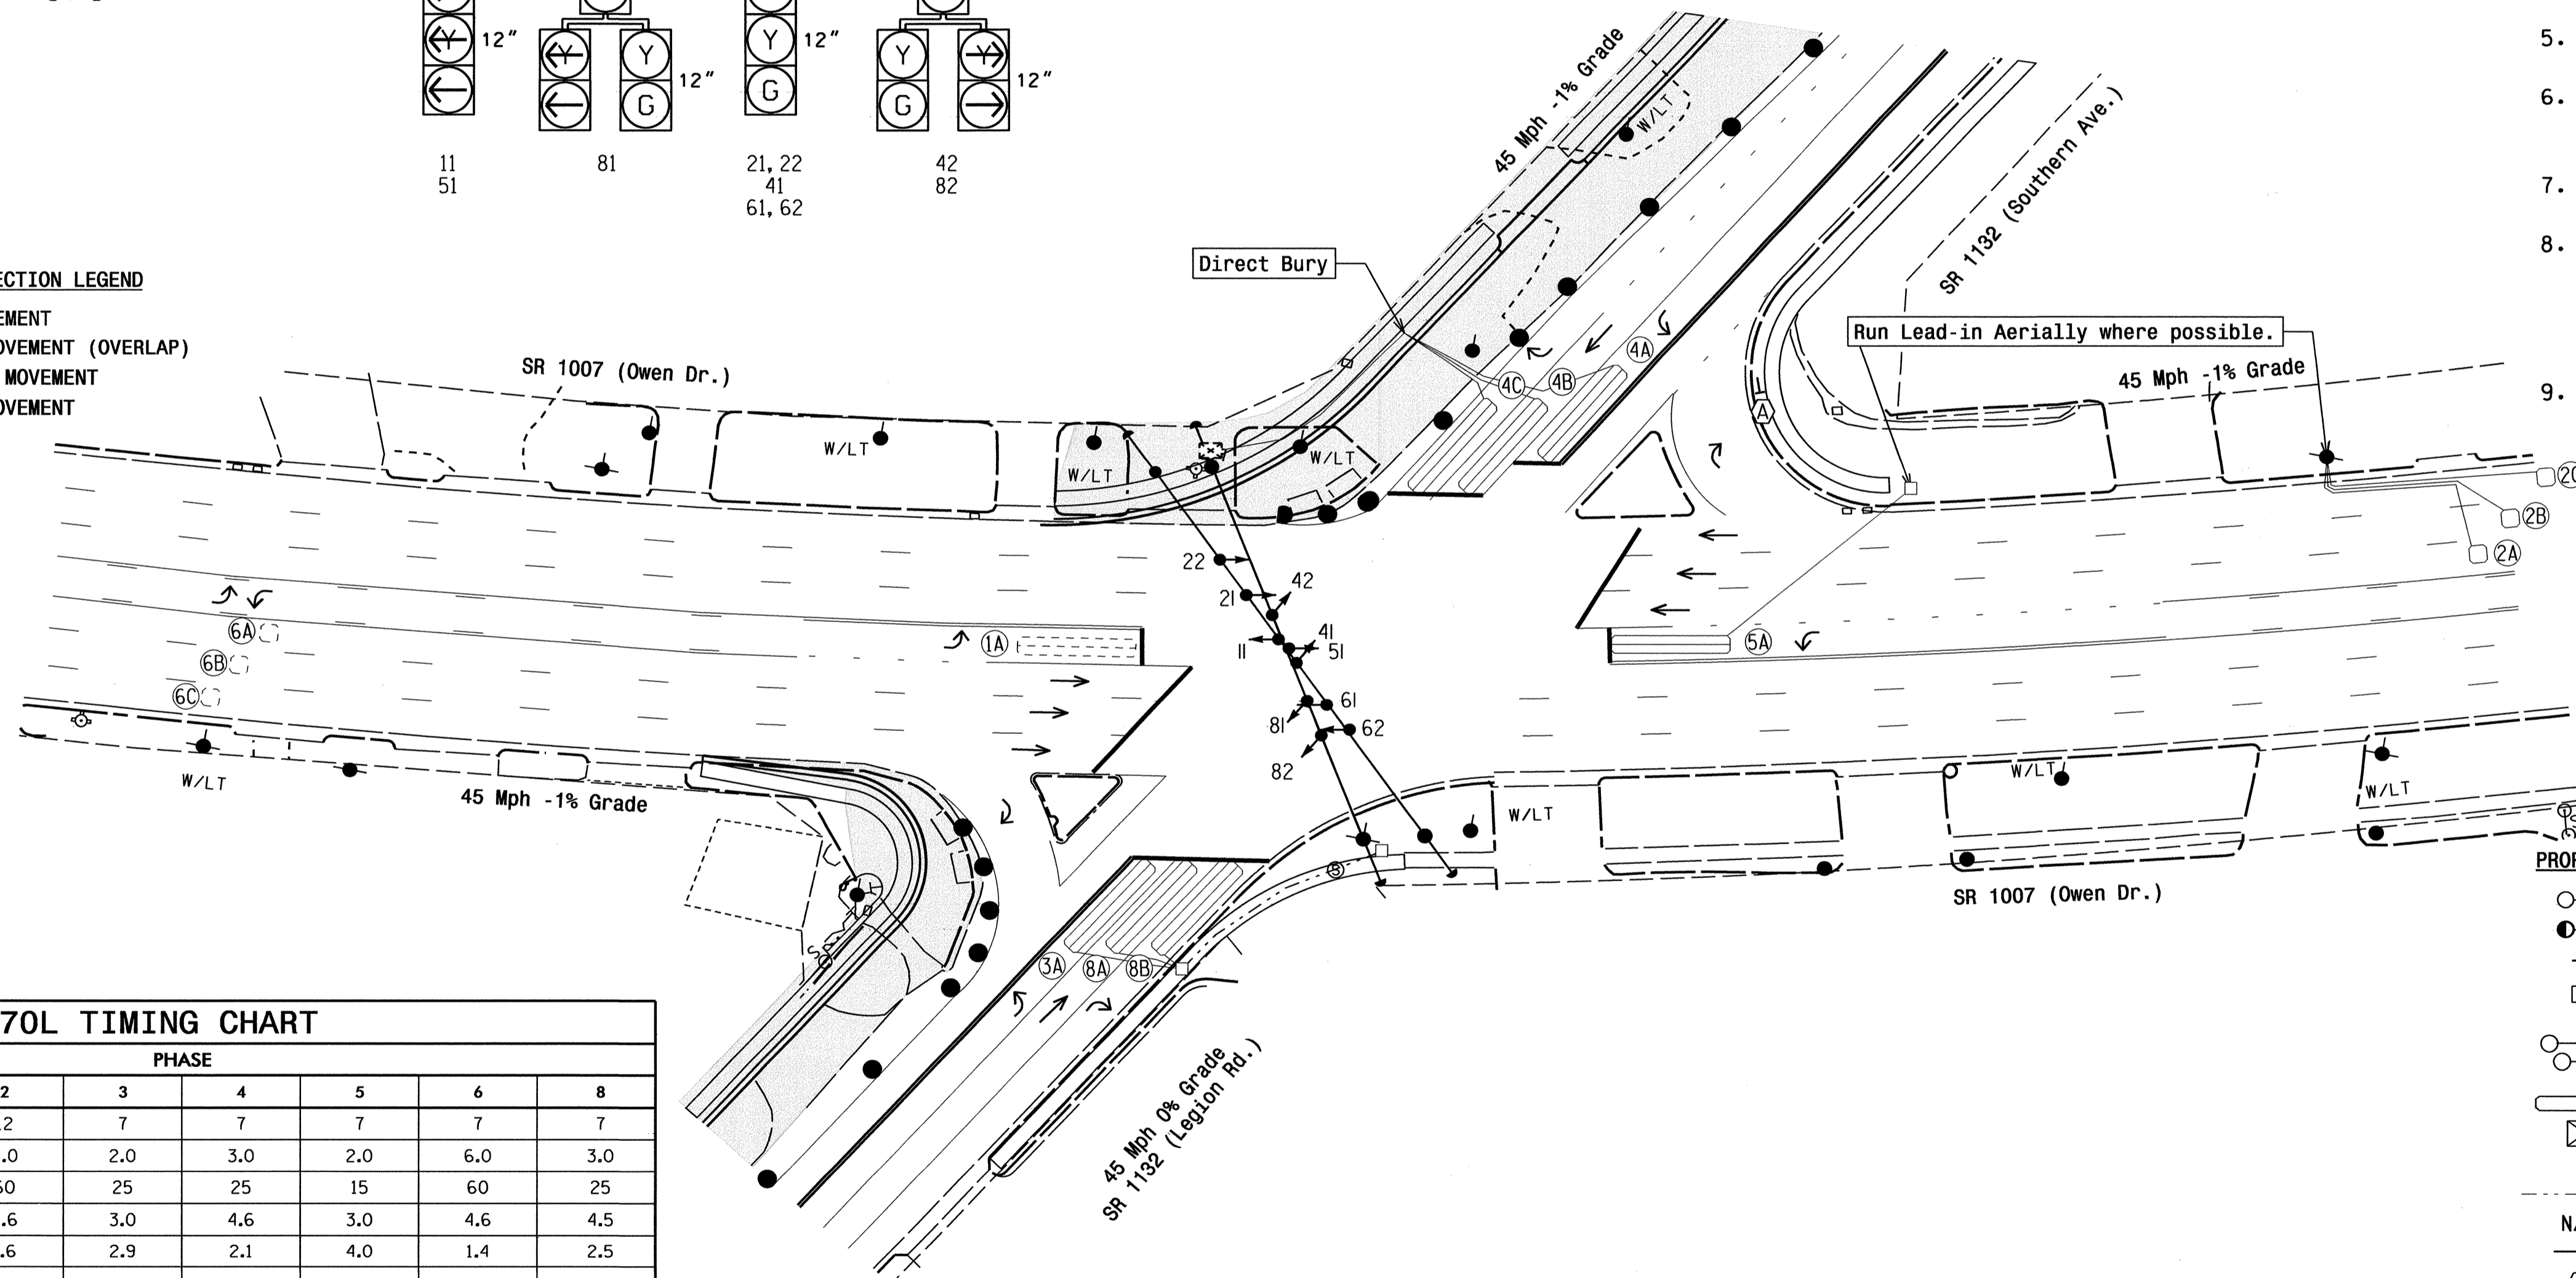 Y 12"
Y Y 12"
G
Y 12"
G
Y Y 12"
G
11
51
81
21, 22
41
61, 62
42
82
ECTION LEGEND
EMENT
OVEMENT (OVERLAP)
MOVEMENT
OVEMENT
5.
6.
7.
8.
9.
45 Mph -1% Grade
W/LT
SR 1132 (Southern Ave.)
Direct Bury
Run Lead-in Aerially where possible.
SR 1007 (Owen Dr.)
45 Mph -1% Grade
4A
4B
4C
A
W/LT
W/LT
W/LT
2C
2B
2A
22
42
21
41
11
51
6A
6B
6C
1A
5A
61
81
62
82
W/LT
45 Mph -1% Grade
W/LT
W/LT
W/LT
SR 1007 (Owen Dr.)
S
S
3A 8A 8B
45 Mph 0% Grade
SR 1132 (Legion Rd.)
PROP
N/
70L TIMING CHART
PHASE
2 3 4 5 6 8
2 7 7 7 7 7
.0 2.0 3.0 2.0 6.0 3.0
60 25 25 15 60 25
.6 3.0 4.6 3.0 4.6 4.5
.6 2.9 2.1 4.0 1.4 2.5